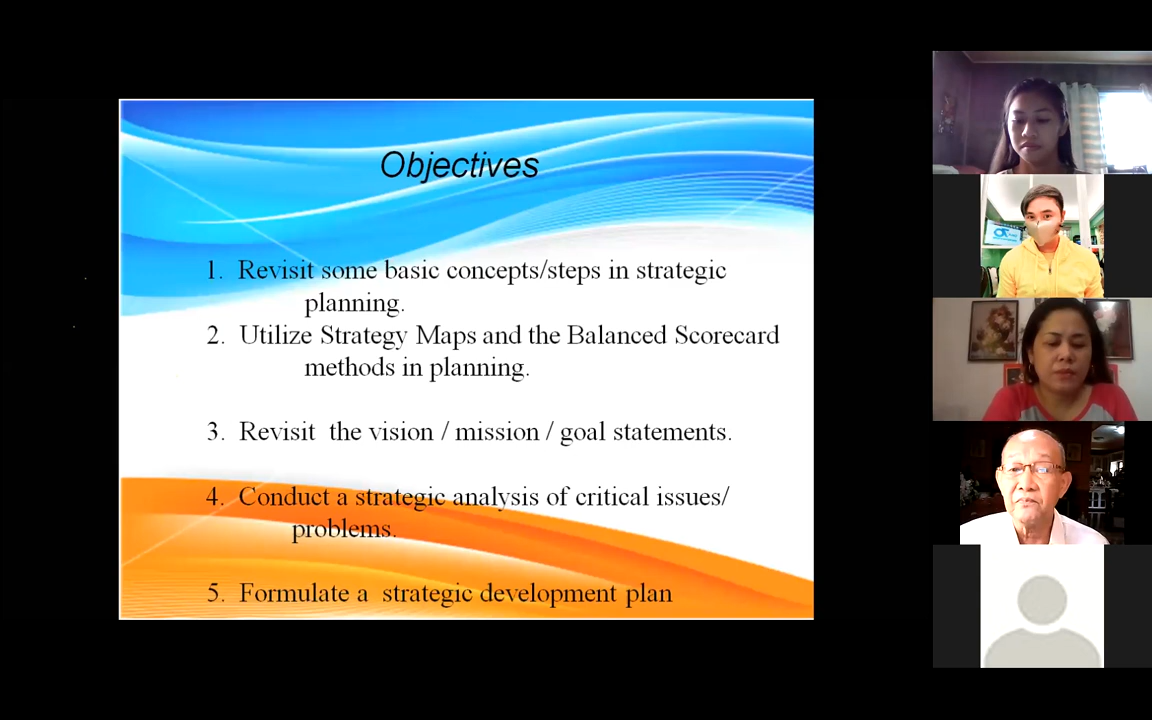 Objectives
1. Revisit some basic concepts/steps in strategic
planning.
2. Utilize Strategy Maps and the Balanced Scorecard
methods in planning.
3. Revisit the vision / mission / goal statements.
4. Conduct a strategic analysis of critical issues/
problems.
5. Formulate a strategic development plan